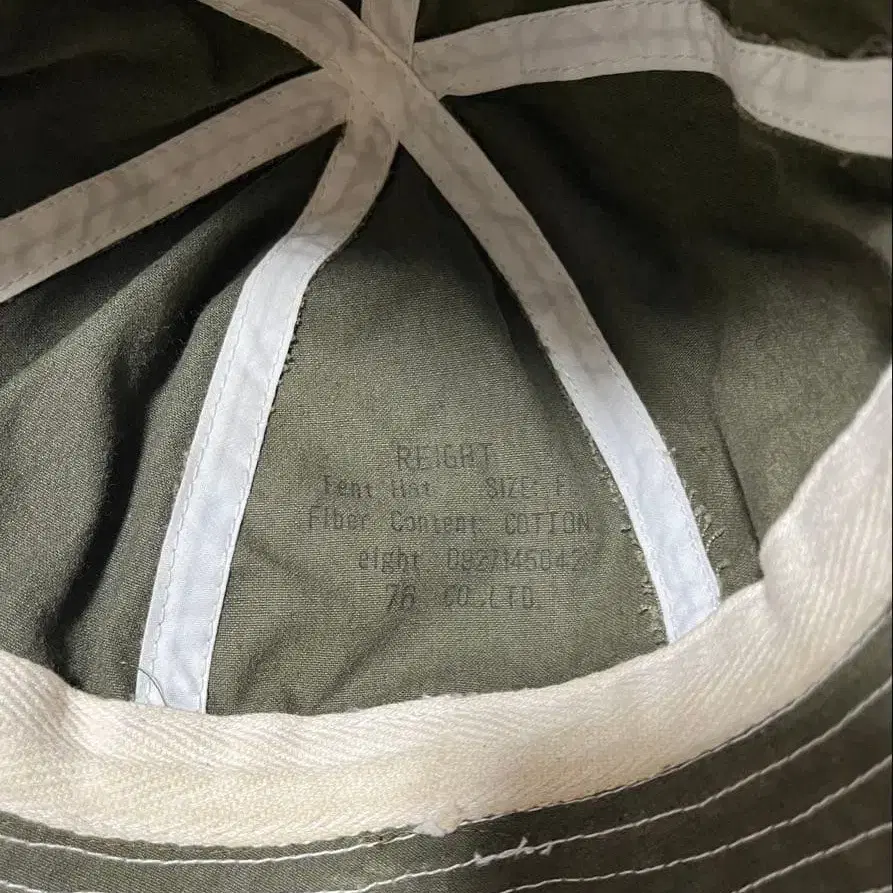 REIGHT
Tent Hat SIZE: F.
Fiber Content: COTTON
eight 0927145042
76 CO.,LTD.